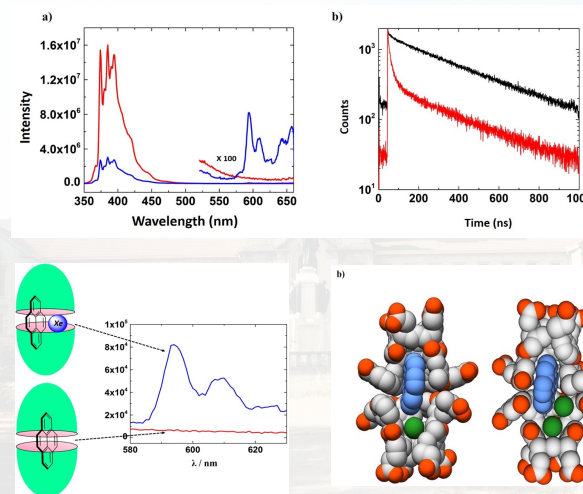 a)
Intensity
1.6x10⁷
1.2x10⁷
8.0x10⁶
4.0x10⁶
0.0
X 100
350 400 450 500 550 600 650
Wavelength (nm)
b)
Counts
10³
10²
10¹
0 200 400 600 800 100
Time (ns)
Xe
1x10⁵
8x10⁴
6x10⁴
4x10⁴
2x10⁴
0
580 600 620
λ / nm
b)